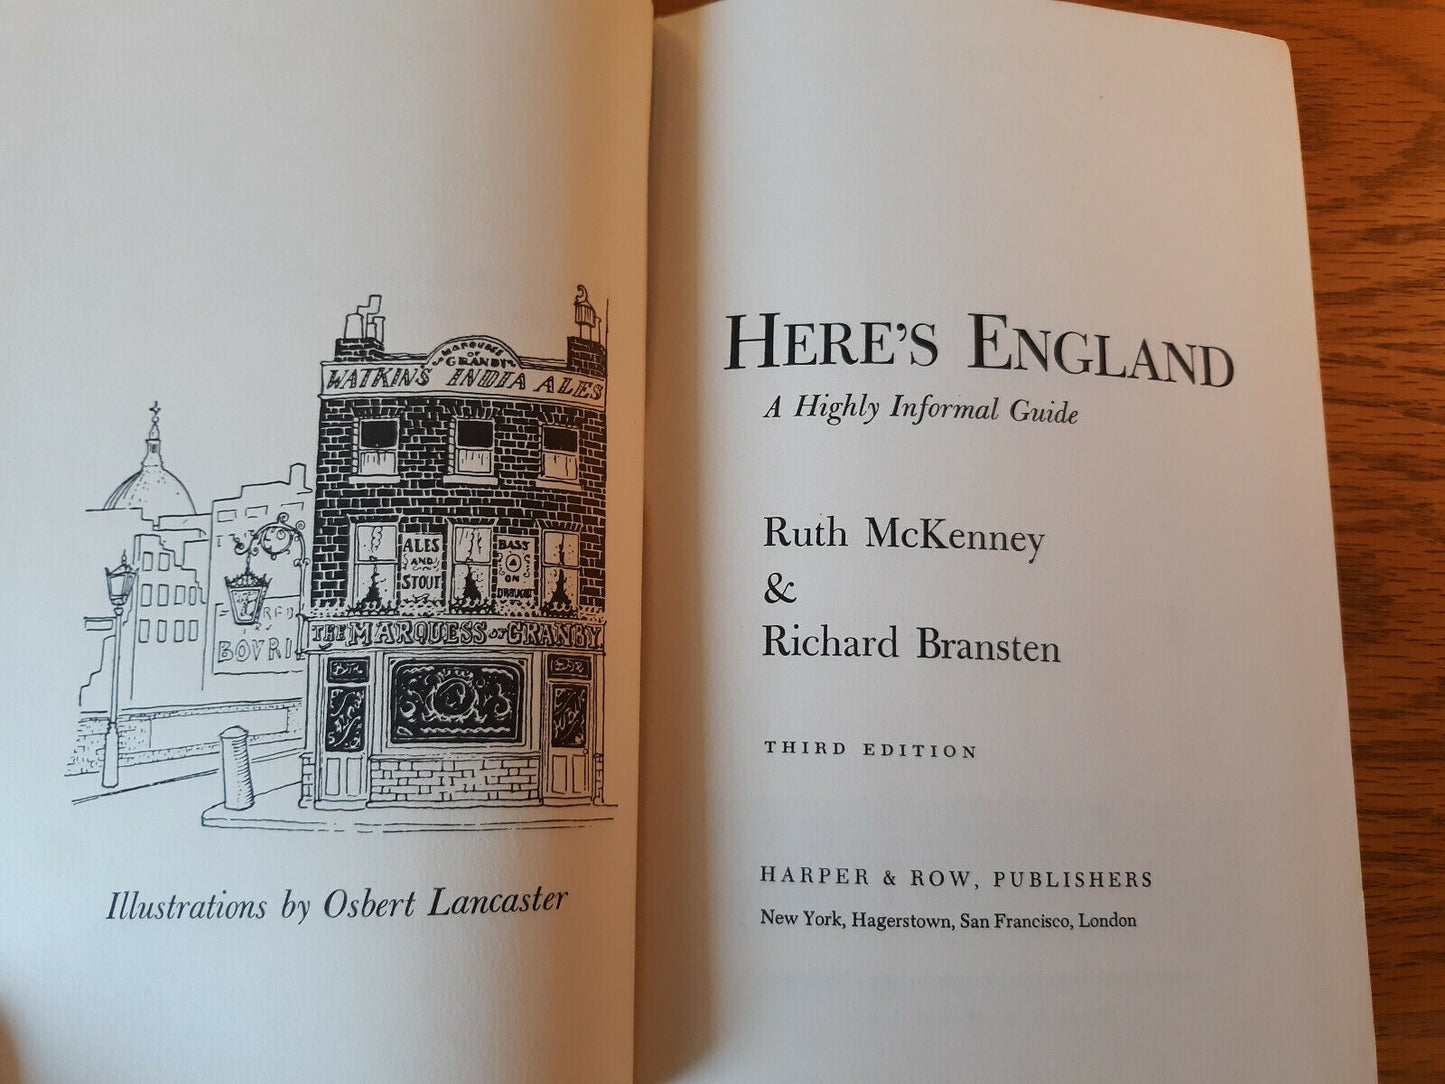 MARQUESS
OF
GRANBY
WATKINS INDIA ALES
ALES
AND
STOUT
BASS
ON
DRAUGHT
BOVRI
THE MARQUESS OF GRANBY
Illustrations by Osbert Lancaster
HERE'S ENGLAND
A Highly Informal Guide
Ruth McKenney
&
Richard Bransten
THIRD EDITION
HARPER & ROW, PUBLISHERS
New York, Hagerstown, San Francisco, London